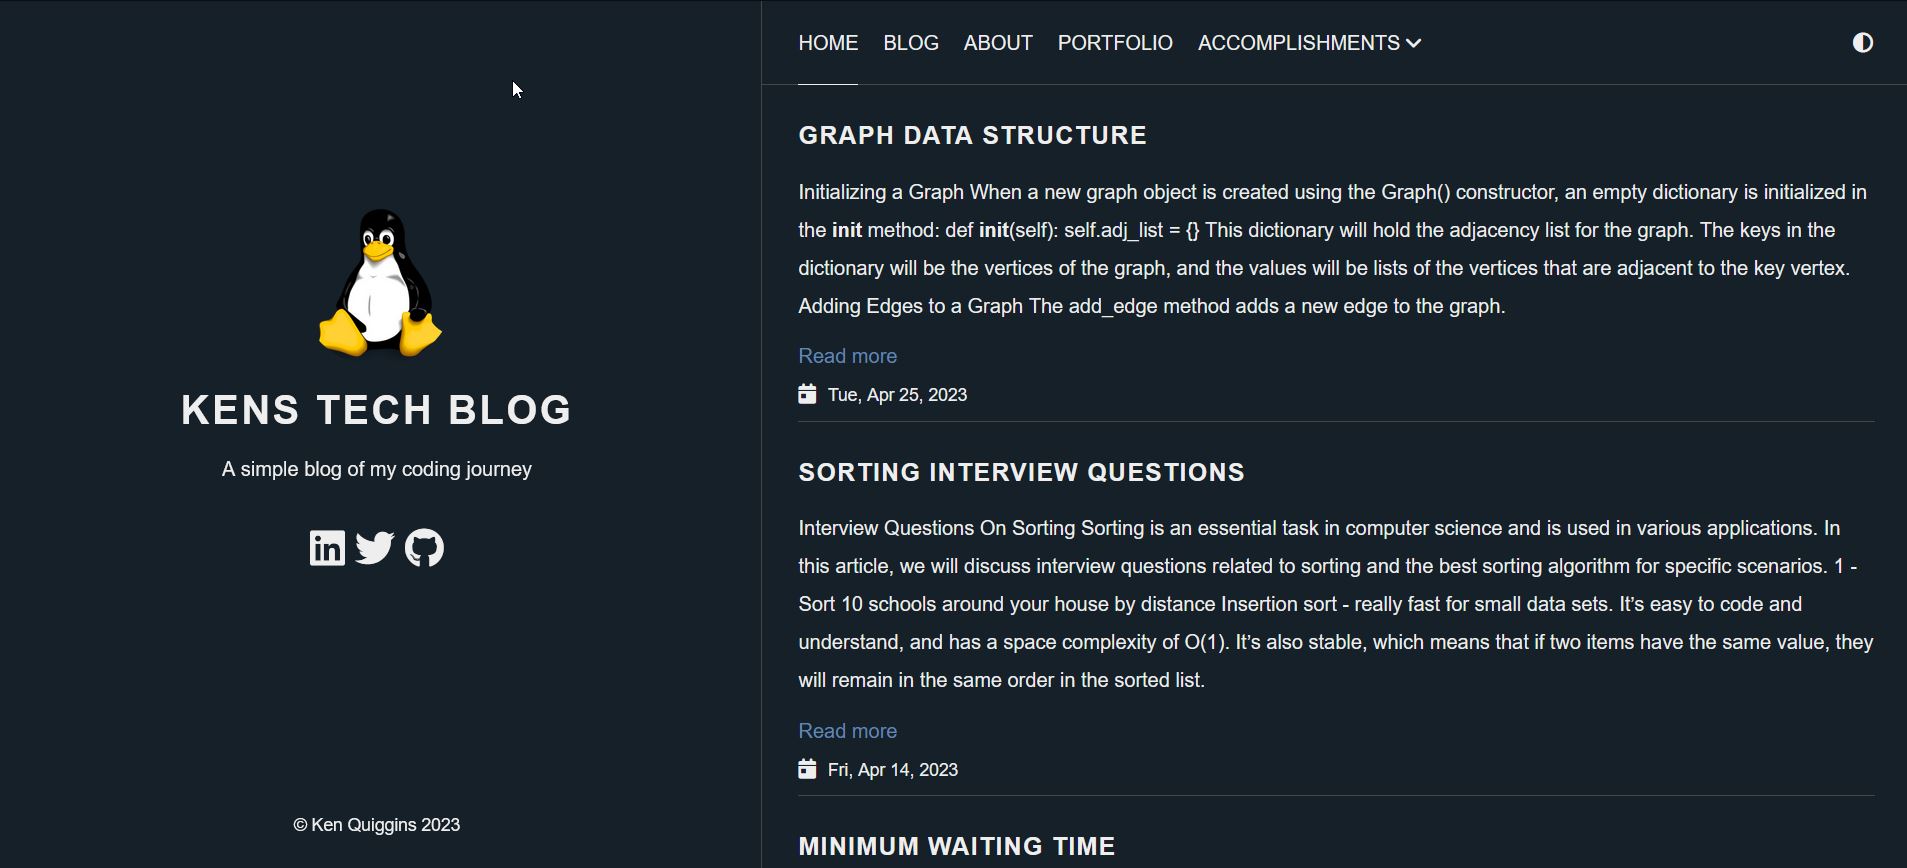 HOME BLOG ABOUT PORTFOLIO ACCOMPLISHMENTS
KENS TECH BLOG
A simple blog of my coding journey
in
© Ken Quiggins 2023
GRAPH DATA STRUCTURE
Initializing a Graph When a new graph object is created using the Graph() constructor, an empty dictionary is initialized in
the init method: def init(self): self.adj_list = {} This dictionary will hold the adjacency list for the graph. The keys in the
dictionary will be the vertices of the graph, and the values will be lists of the vertices that are adjacent to the key vertex.
Adding Edges to a Graph The add_edge method adds a new edge to the graph.
Read more
Tue, Apr 25, 2023
SORTING INTERVIEW QUESTIONS
Interview Questions On Sorting Sorting is an essential task in computer science and is used in various applications. In
this article, we will discuss interview questions related to sorting and the best sorting algorithm for specific scenarios. 1 -
Sort 10 schools around your house by distance Insertion sort - really fast for small data sets. It’s easy to code and
understand, and has a space complexity of O(1). It’s also stable, which means that if two items have the same value, they
will remain in the same order in the sorted list.
Read more
Fri, Apr 14, 2023
MINIMUM WAITING TIME